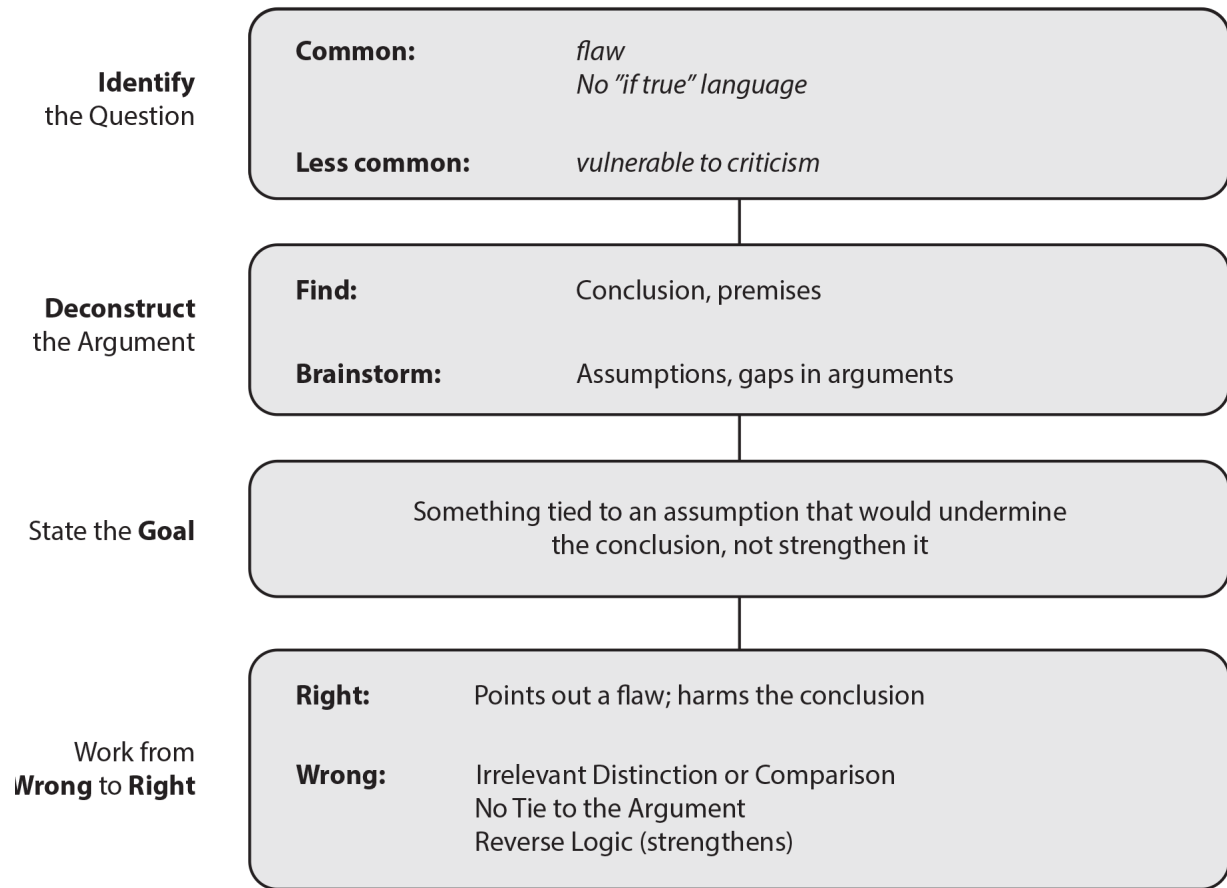 Identify
the Question
Common: flaw
No ”if true” language
Less common: vulnerable to criticism
Deconstruct
the Argument
Find: Conclusion, premises
Brainstorm: Assumptions, gaps in arguments
State the Goal
Something tied to an assumption that would undermine
the conclusion, not strengthen it
Work from
Wrong to Right
Right: Points out a flaw; harms the conclusion
Wrong: Irrelevant Distinction or Comparison
No Tie to the Argument
Reverse Logic (strengthens)